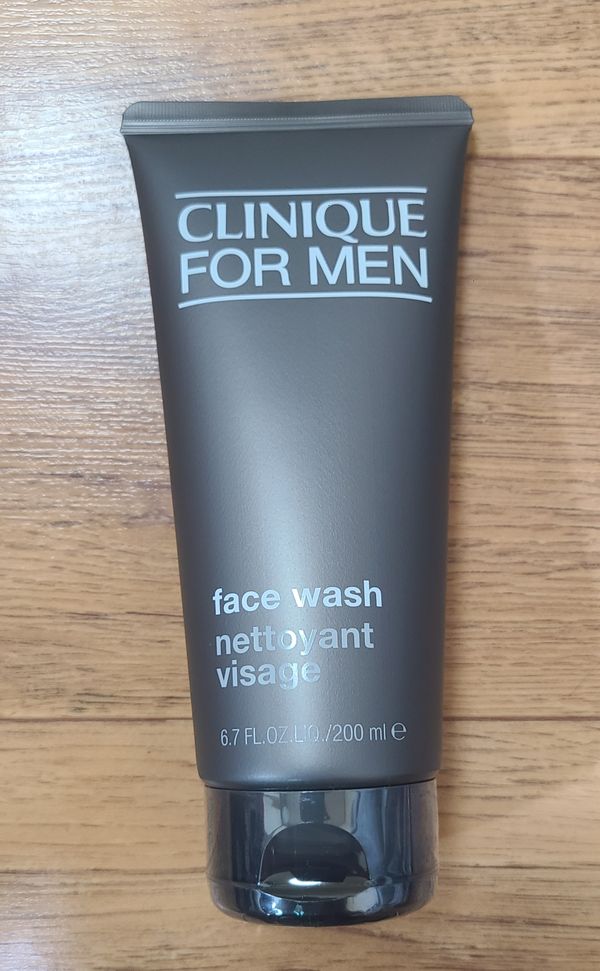 CLINIQUE
FOR MEN
face wash
nettoyant
visage
6.7 FL.OZ.LIQ./200 ml ℮